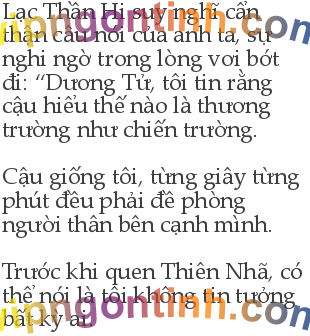 Lạc Thần Hi suy nghĩ cẩn
thận câu nói của anh ta, sự
nghi ngờ trong lòng vơi bớt
đi: “Dương Tử, tôi tin rằng
cậu hiểu thế nào là thương
trường như chiến trường.
Cậu giống tôi, từng giây từng
phút đều phải đề phòng
người thân bên cạnh mình.
Trước khi quen Thiên Nhã, có
thể nói là tôi không tin tưởng
bất kỳ ai.